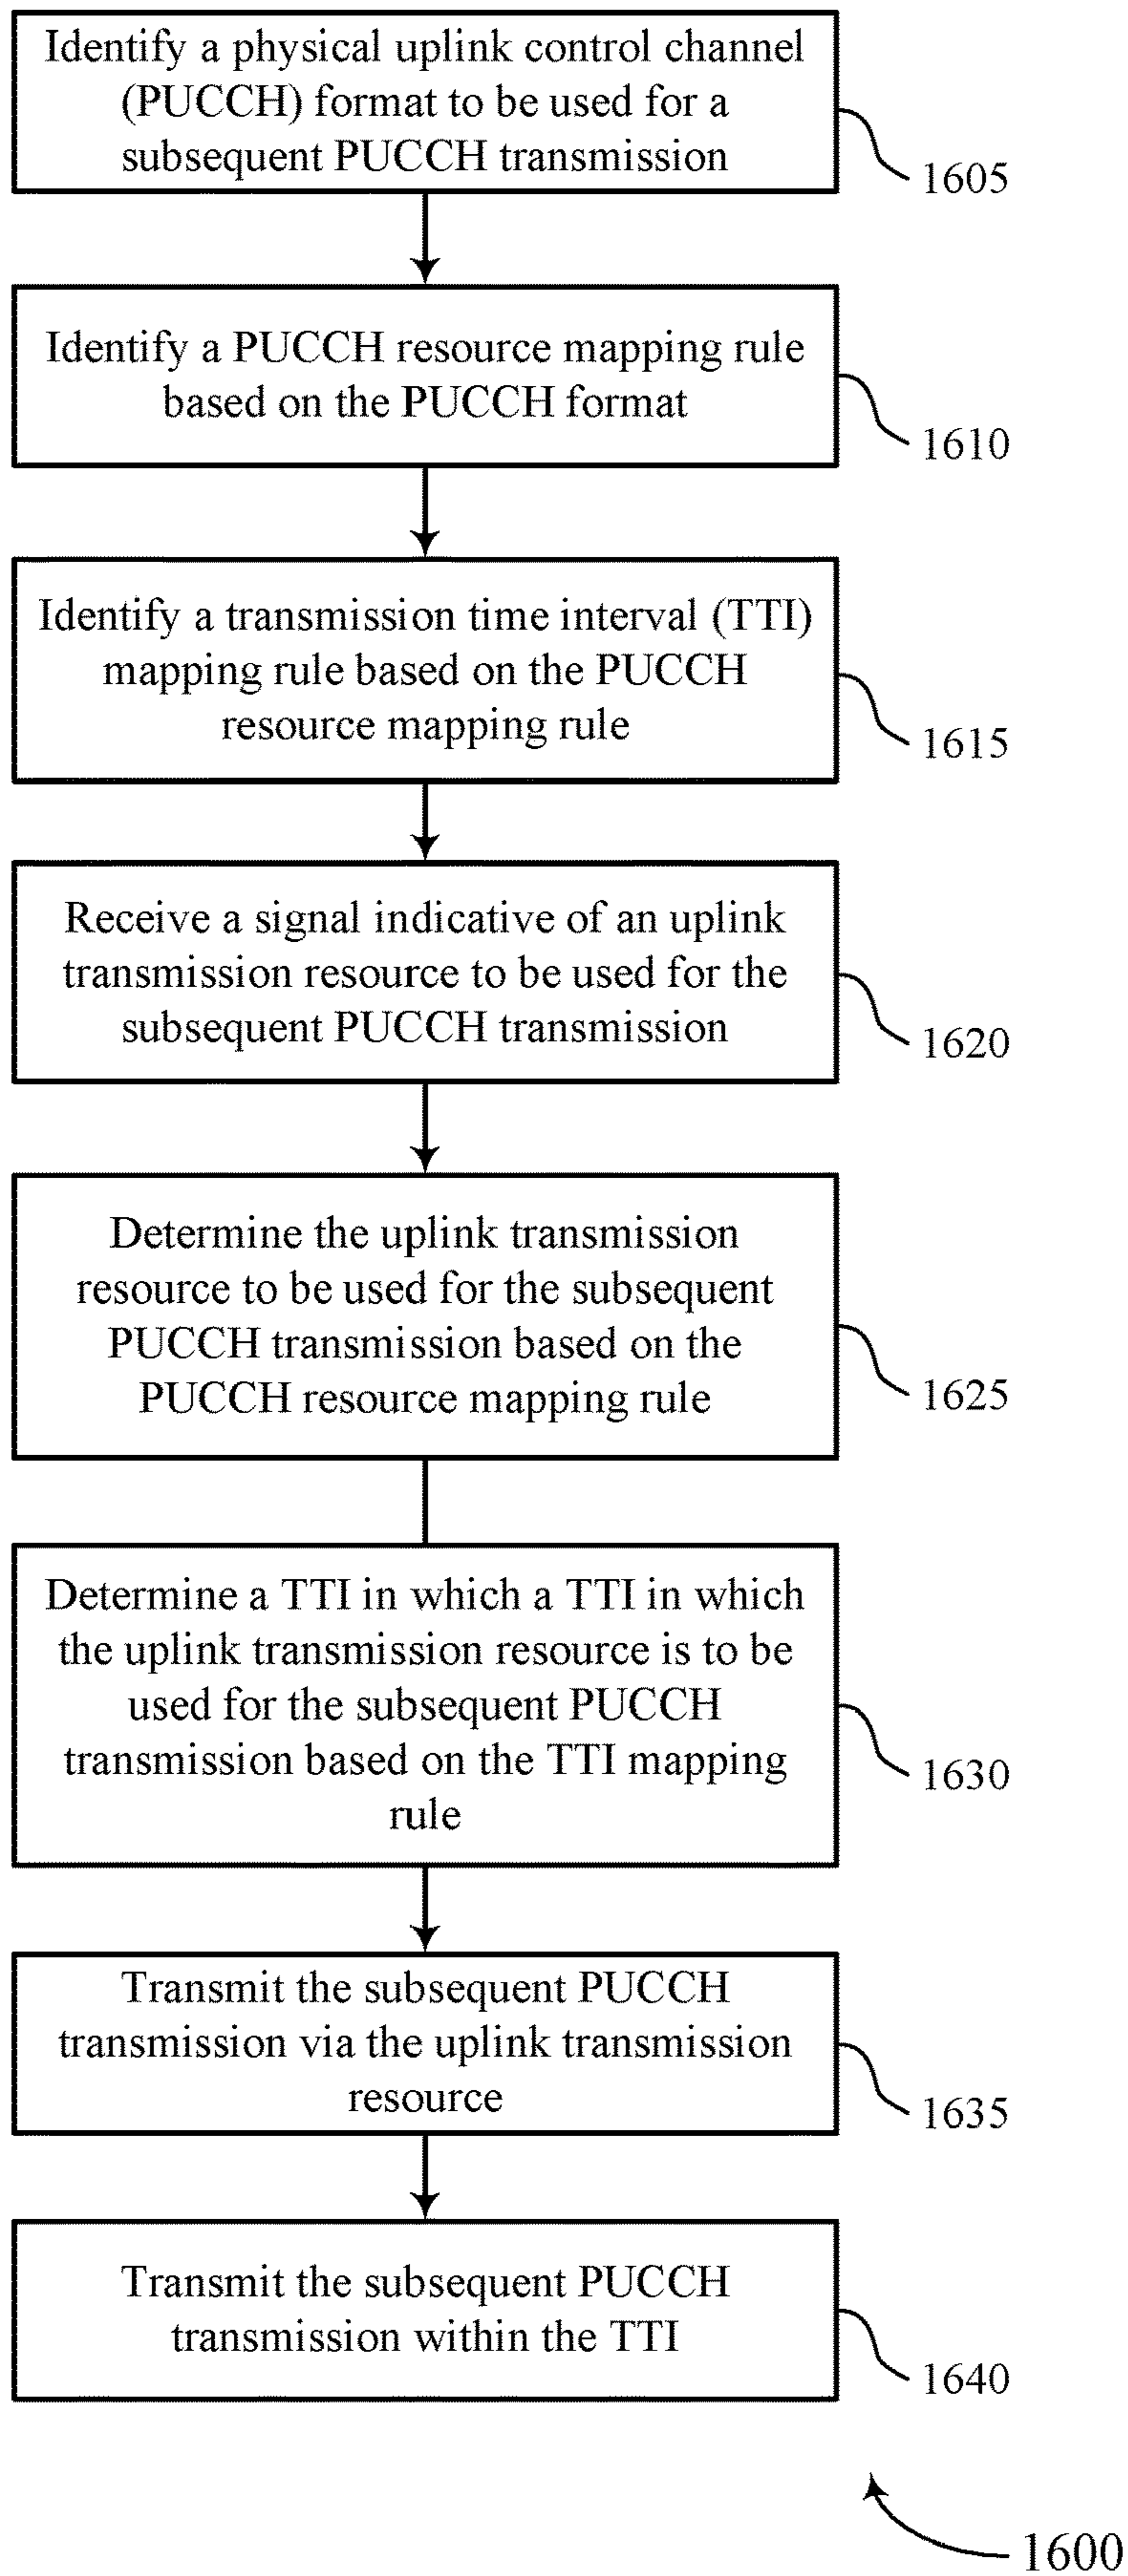 Identify a physical uplink control channel
(PUCCH) format to be used for a
subsequent PUCCH transmission
1605
Identify a PUCCH resource mapping rule
based on the PUCCH format
1610
Identify a transmission time interval (TTI)
mapping rule based on the PUCCH
resource mapping rule
1615
Receive a signal indicative of an uplink
transmission resource to be used for the
subsequent PUCCH transmission
1620
Determine the uplink transmission
resource to be used for the subsequent
PUCCH transmission based on the
PUCCH resource mapping rule
1625
Determine a TTI in which a TTI in which
the uplink transmission resource is to be
used for the subsequent PUCCH
transmission based on the TTI mapping
rule
1630
Transmit the subsequent PUCCH
transmission via the uplink transmission
resource
1635
Transmit the subsequent PUCCH
transmission within the TTI
1640
1600